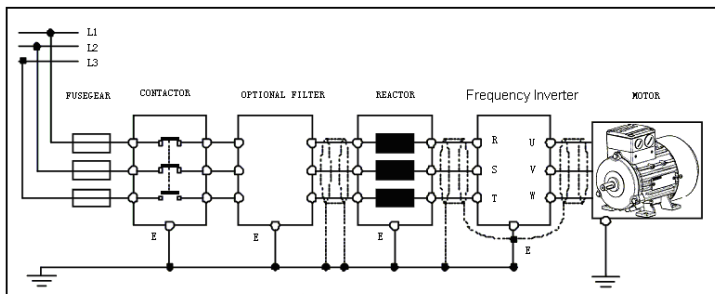 L1
L2
L3
FUSEGEAR
CONTACTOR
OPTIONAL FILTER
REACTOR
Frequency Inverter
MOTOR
R
U
S
V
T
W
E
E
E
E